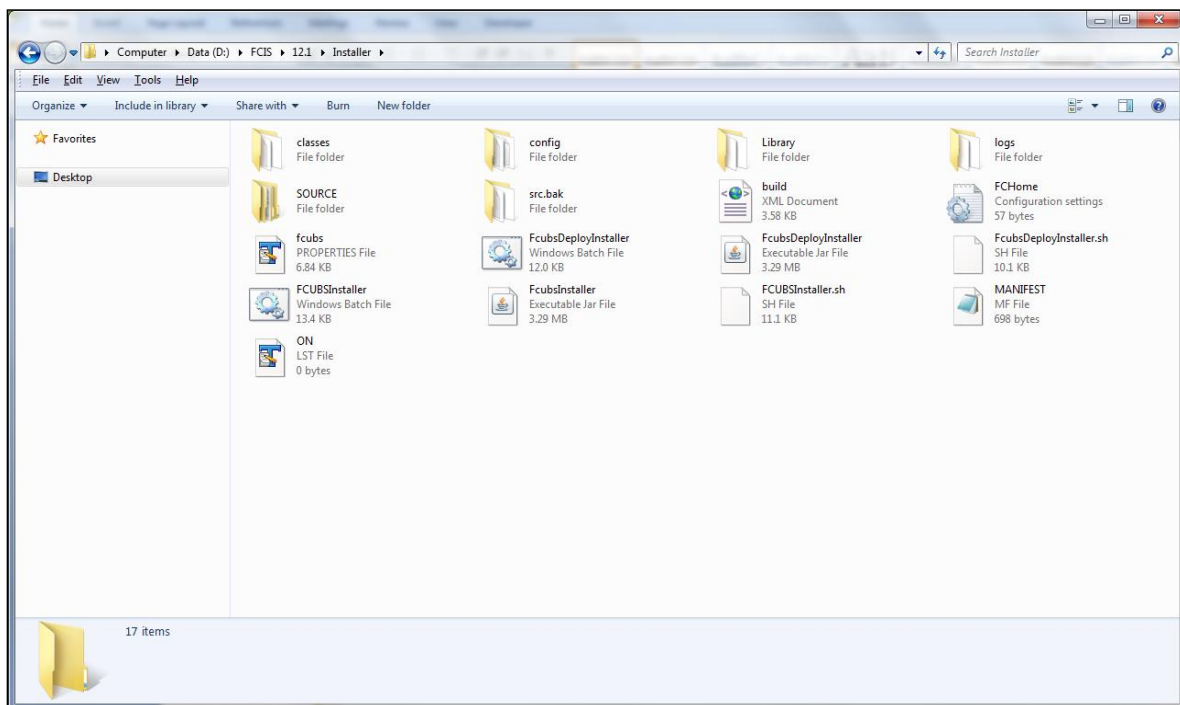 Computer ▸ Data (D:) ▸ FCIS ▸ 12.1 ▸ Installer ▸
Search Installer
File Edit View Tools Help
Organize Include in library Share with Burn New folder
Favorites
Desktop
classes
File folder
config
File folder
Library
File folder
logs
File folder
SOURCE
File folder
src.bak
File folder
build
XML Document
3.58 KB
FCHome
Configuration settings
57 bytes
fcubs
PROPERTIES File
6.84 KB
FcubsDeployInstaller
Windows Batch File
12.0 KB
FcubsDeployInstaller
Executable Jar File
3.29 MB
FcubsDeployInstaller.sh
SH File
10.1 KB
FCUBSInstaller
Windows Batch File
13.4 KB
FcubsInstaller
Executable Jar File
3.29 MB
FCUBSInstaller.sh
SH File
11.1 KB
MANIFEST
MF File
698 bytes
ON
LST File
0 bytes
17 items